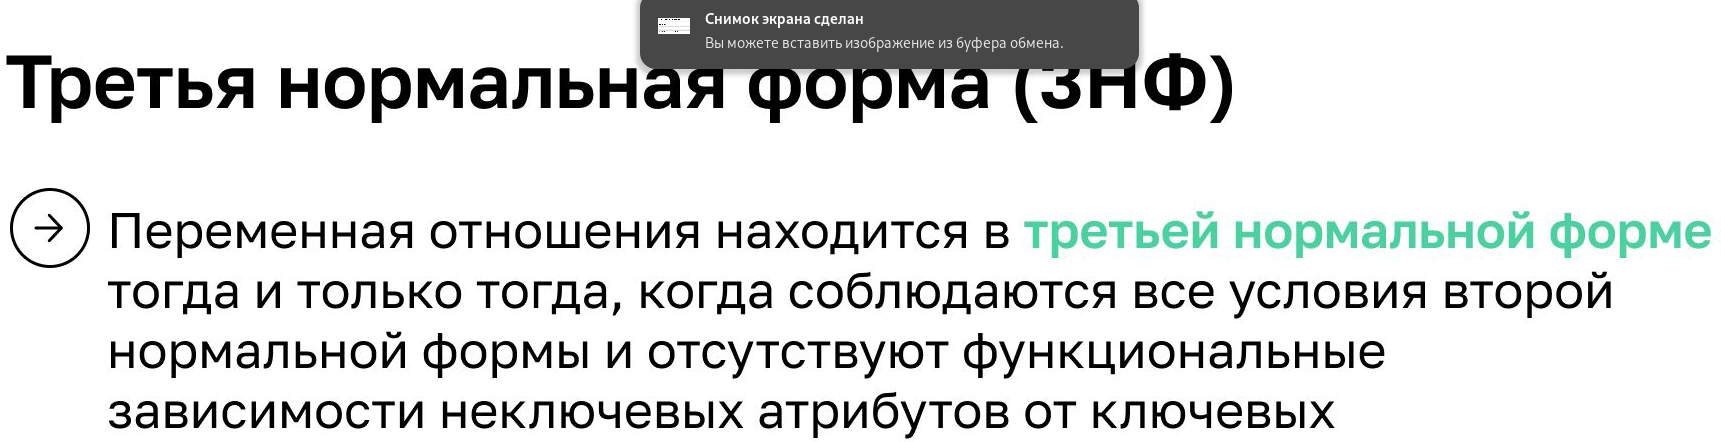 Снимок экрана сделан
Вы можете вставить изображение из буфера обмена.
Третья нормальная форма (3НФ)
Переменная отношения находится в третьей нормальной форме
тогда и только тогда, когда соблюдаются все условия второй
нормальной формы и отсутствуют функциональные
зависимости неключевых атрибутов от ключевых